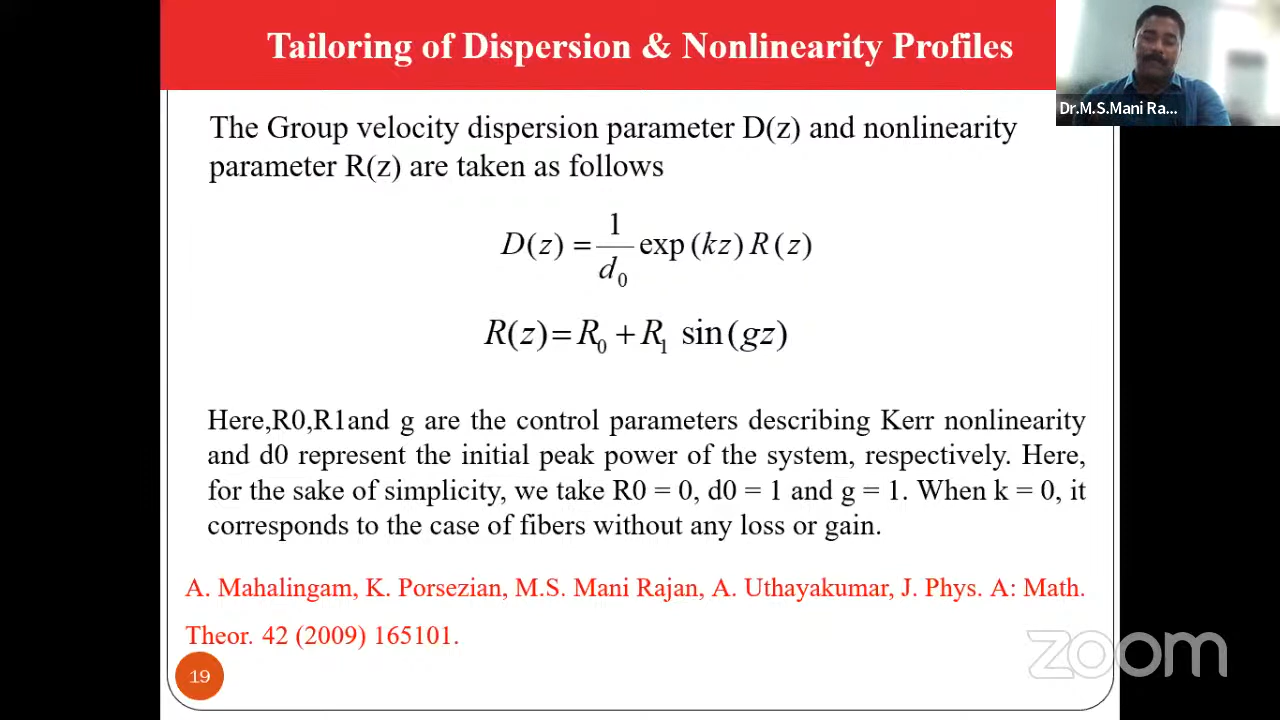 Tailoring of Dispersion & Nonlinearity Profiles
Dr.M.S.Mani Ra...
The Group velocity dispersion parameter D(z) and nonlinearity
parameter R(z) are taken as follows
D(z) = 1/d₀ exp(kz) R(z)
R(z) = R₀ + R₁ sin(gz)
Here,R0,R1and g are the control parameters describing Kerr nonlinearity
and d0 represent the initial peak power of the system, respectively. Here,
for the sake of simplicity, we take R0 = 0, d0 = 1 and g = 1. When k = 0, it
corresponds to the case of fibers without any loss or gain.
A. Mahalingam, K. Porsezian, M.S. Mani Rajan, A. Uthayakumar, J. Phys. A: Math.
Theor. 42 (2009) 165101.
zoom
19